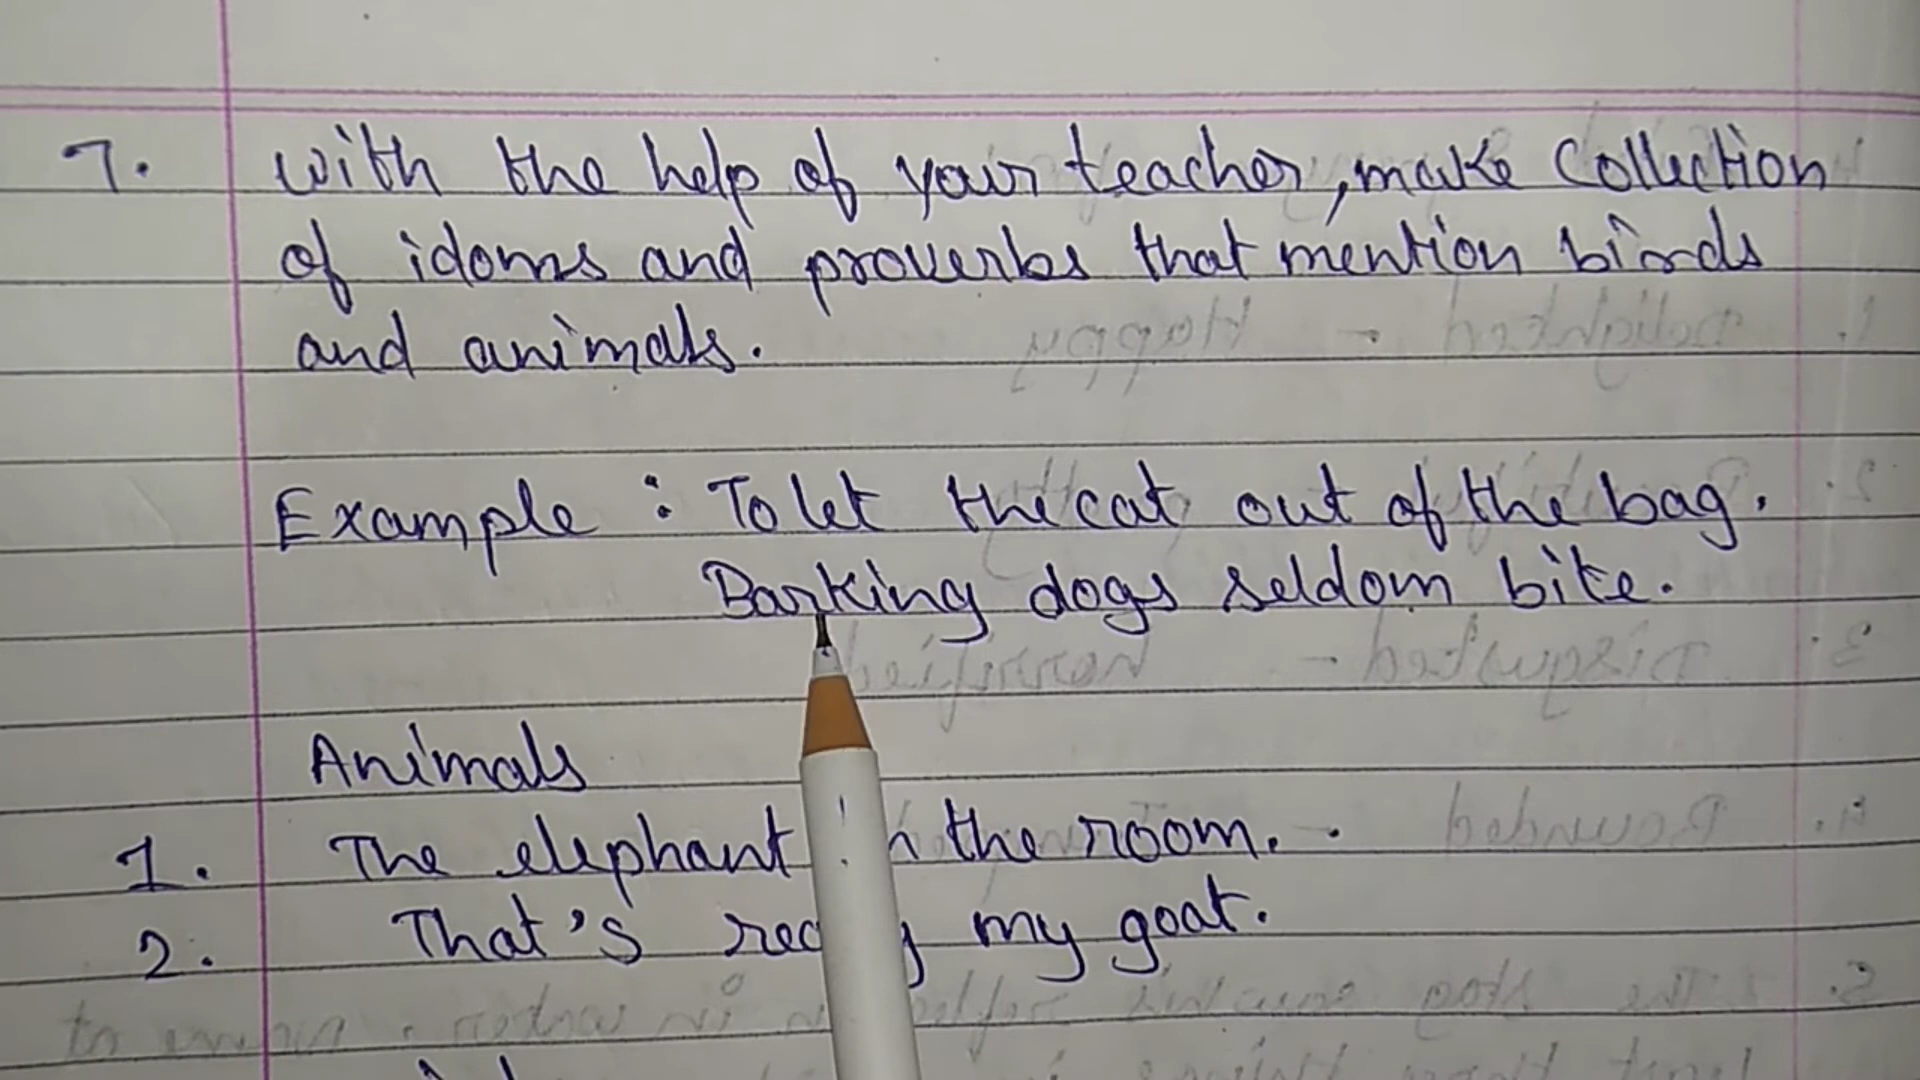 7. With the help of your teacher, make Collection
of idoms and proverbs that mention birds
and animals.
Example : To let the cat out of the bag.
Barking dogs seldom bite.
Animals
1. The elephant in the room.
2. That's my goat.